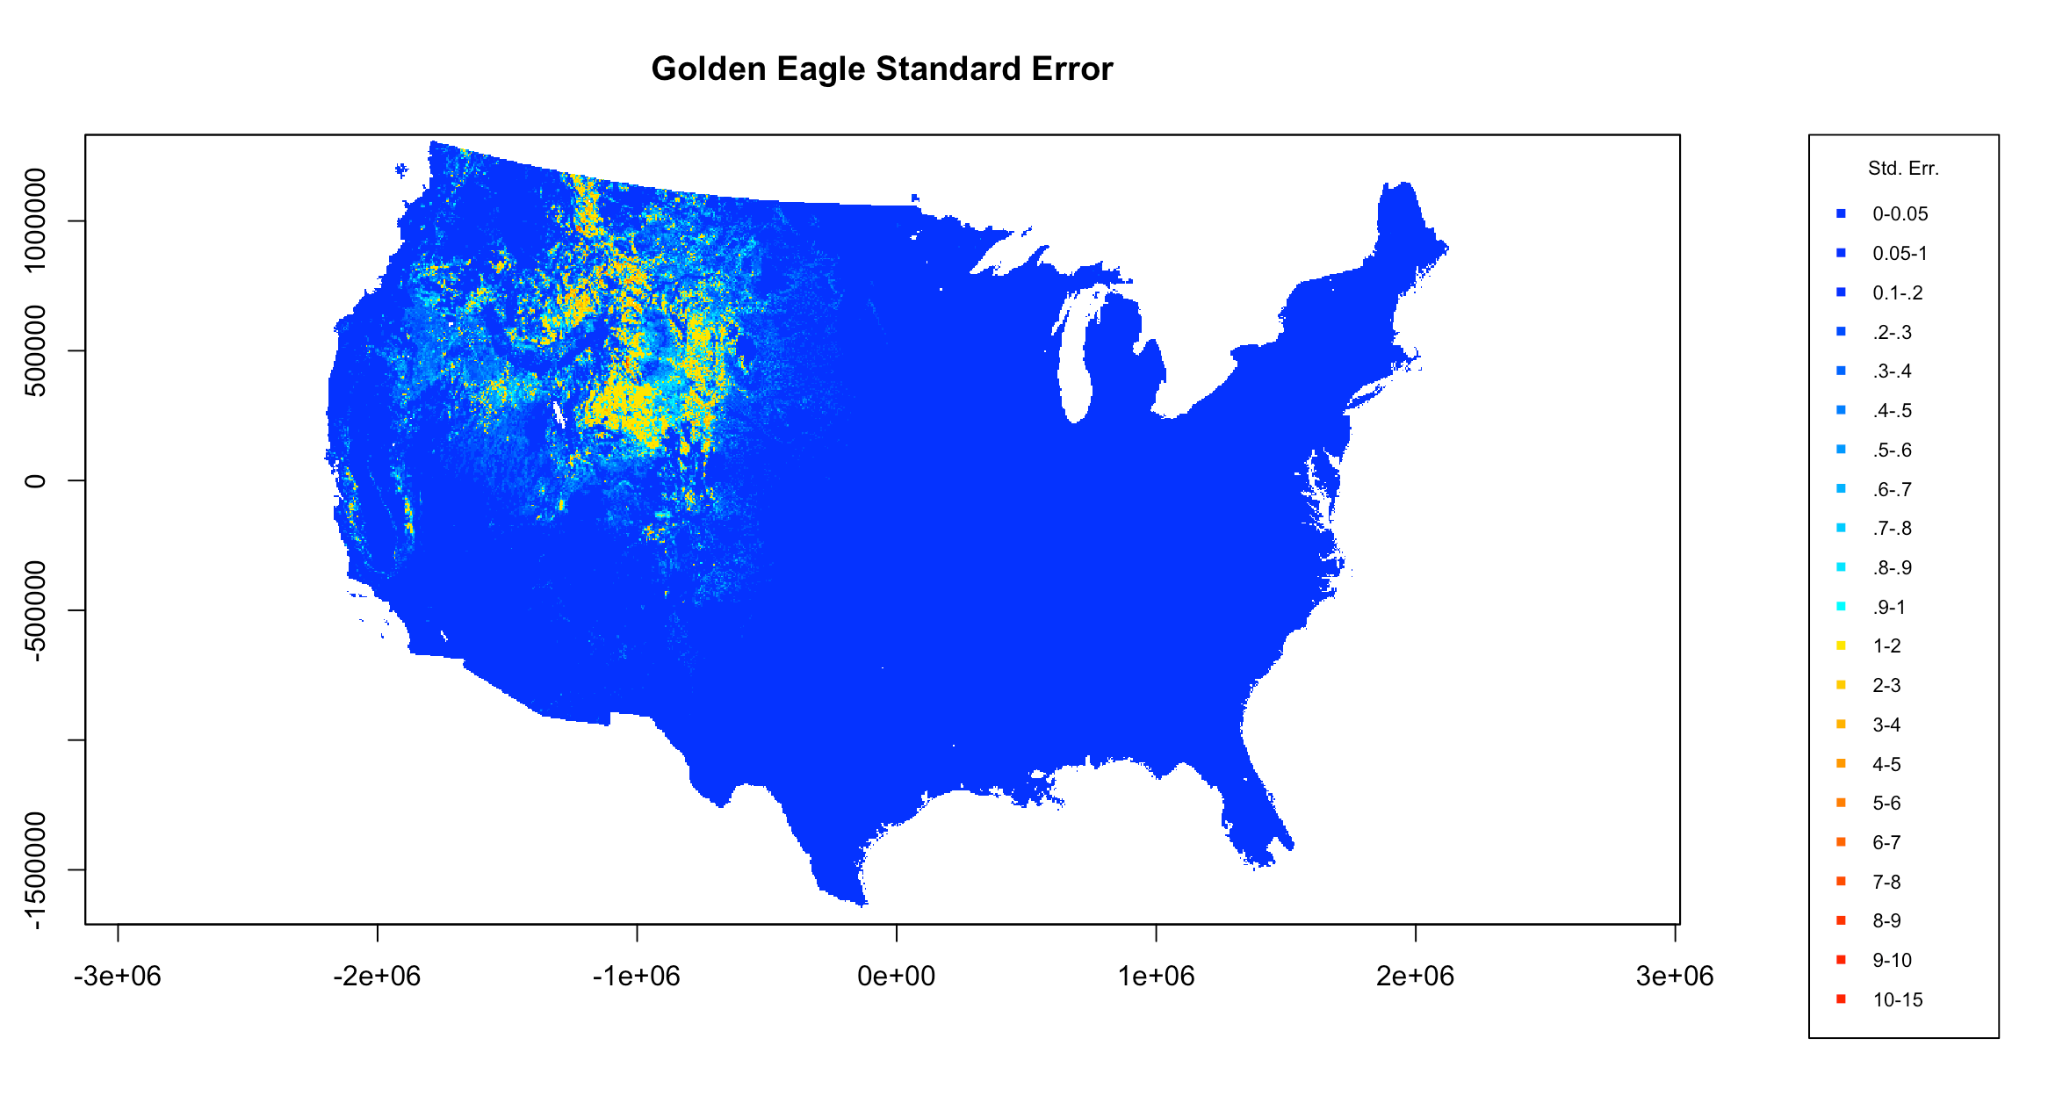 Golden Eagle Standard Error
1000000
500000
0
-500000
-1500000
-3e+06
-2e+06
-1e+06
0e+00
1e+06
2e+06
3e+06
Std. Err.
0-0.05
0.05-1
0.1-.2
.2-.3
.3-.4
.4-.5
.5-.6
.6-.7
.7-.8
.8-.9
.9-1
1-2
2-3
3-4
4-5
5-6
6-7
7-8
8-9
9-10
10-15